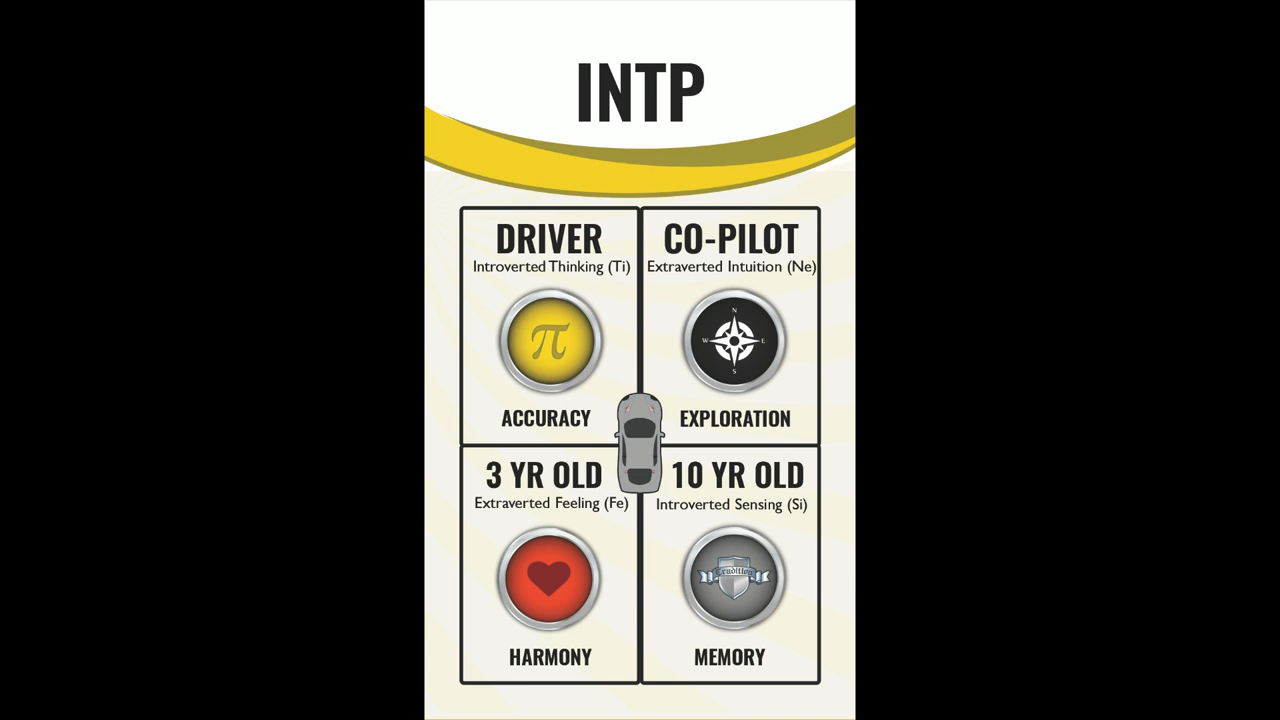 INTP
DRIVER
Introverted Thinking (Ti)
π
ACCURACY
CO-PILOT
Extraverted Intuition (Ne)
N
W E
S
EXPLORATION
3 YR OLD
Extraverted Feeling (Fe)
HARMONY
10 YR OLD
Introverted Sensing (Si)
Tradition
MEMORY